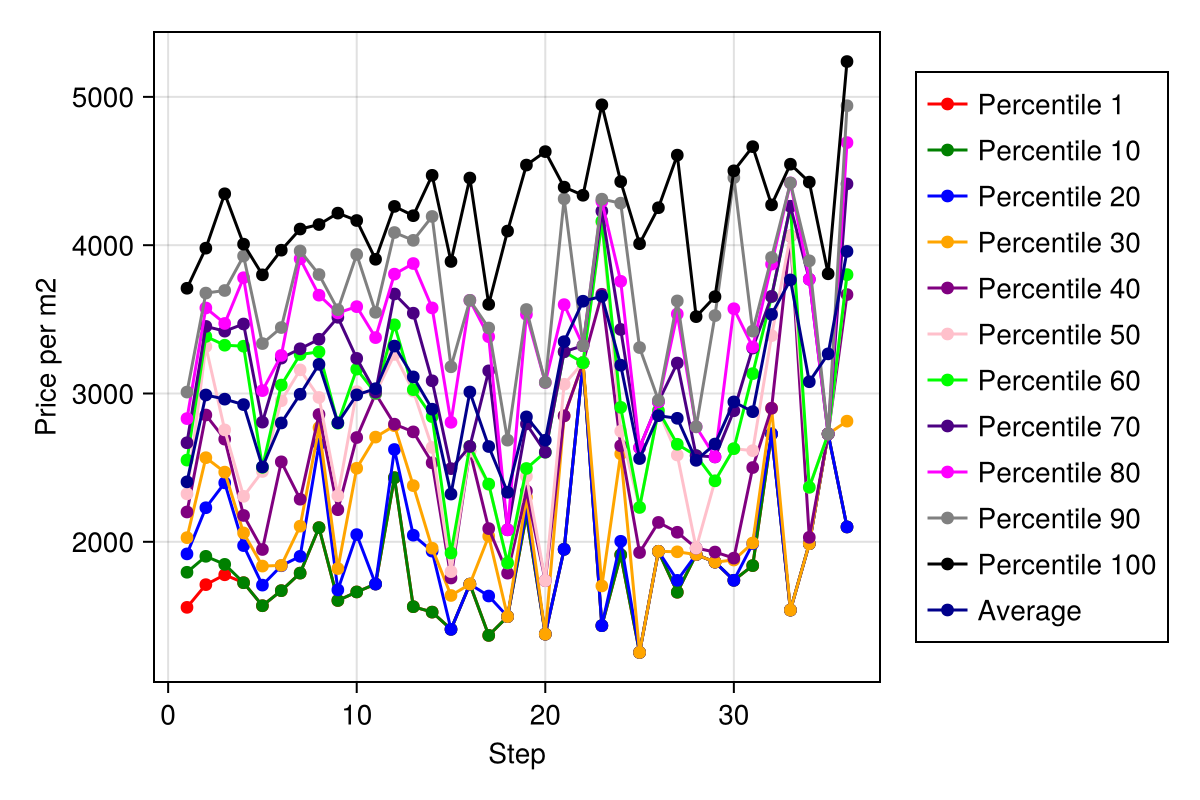 5000
4000
3000
2000
Price per m2
0 10 20 30
Step
Percentile 1
Percentile 10
Percentile 20
Percentile 30
Percentile 40
Percentile 50
Percentile 60
Percentile 70
Percentile 80
Percentile 90
Percentile 100
Average